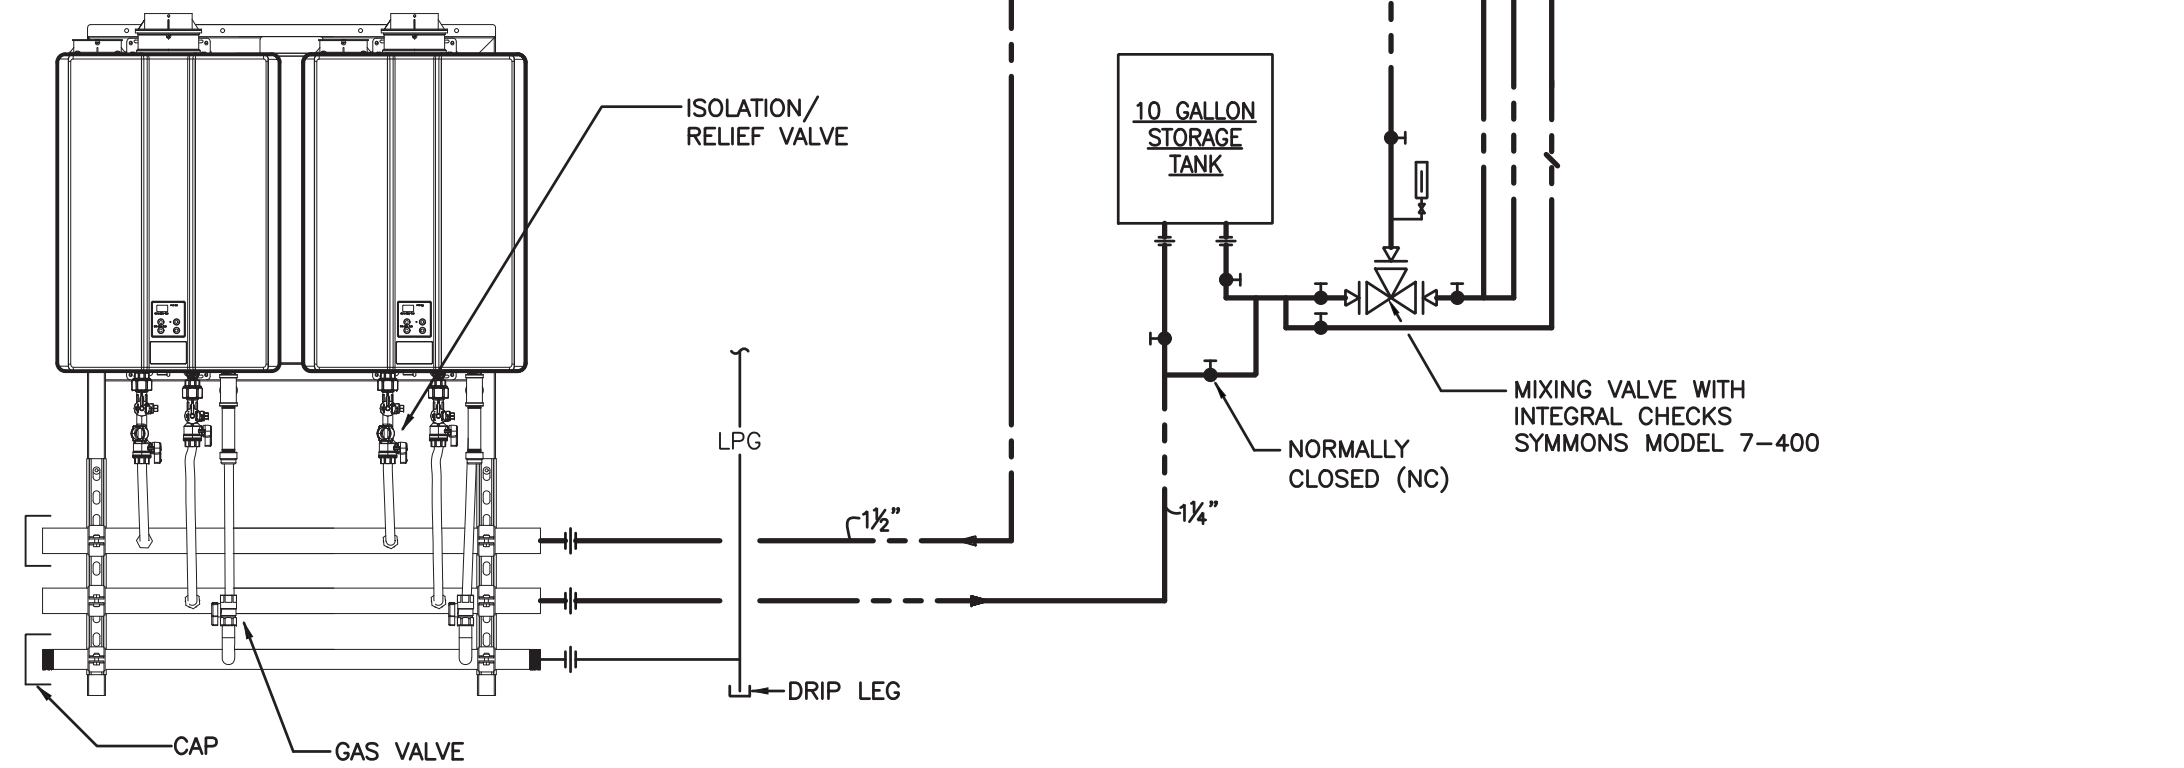 ISOLATION/
RELIEF VALVE
10 GALLON
STORAGE
TANK
LPG
MIXING VALVE WITH
INTEGRAL CHECKS
SYMMONS MODEL 7-400
NORMALLY
CLOSED (NC)
1½"
1¼"
DRIP LEG
CAP
GAS VALVE